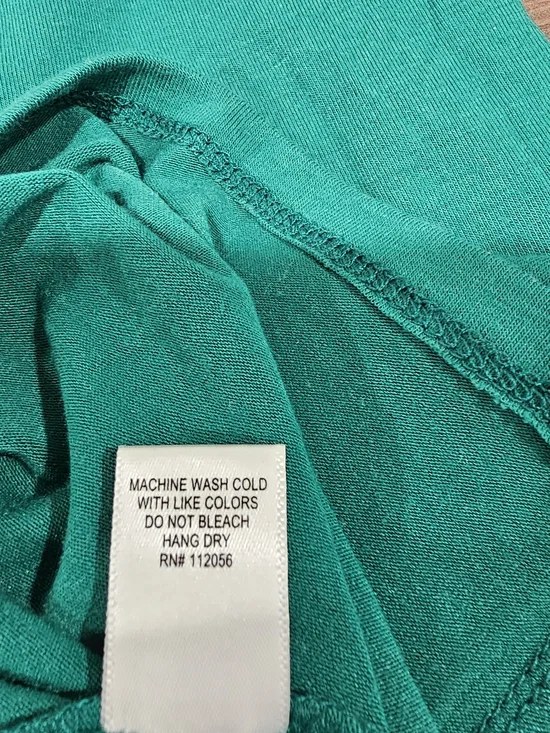 MACHINE WASH COLD
WITH LIKE COLORS
DO NOT BLEACH
HANG DRY
RN# 112056